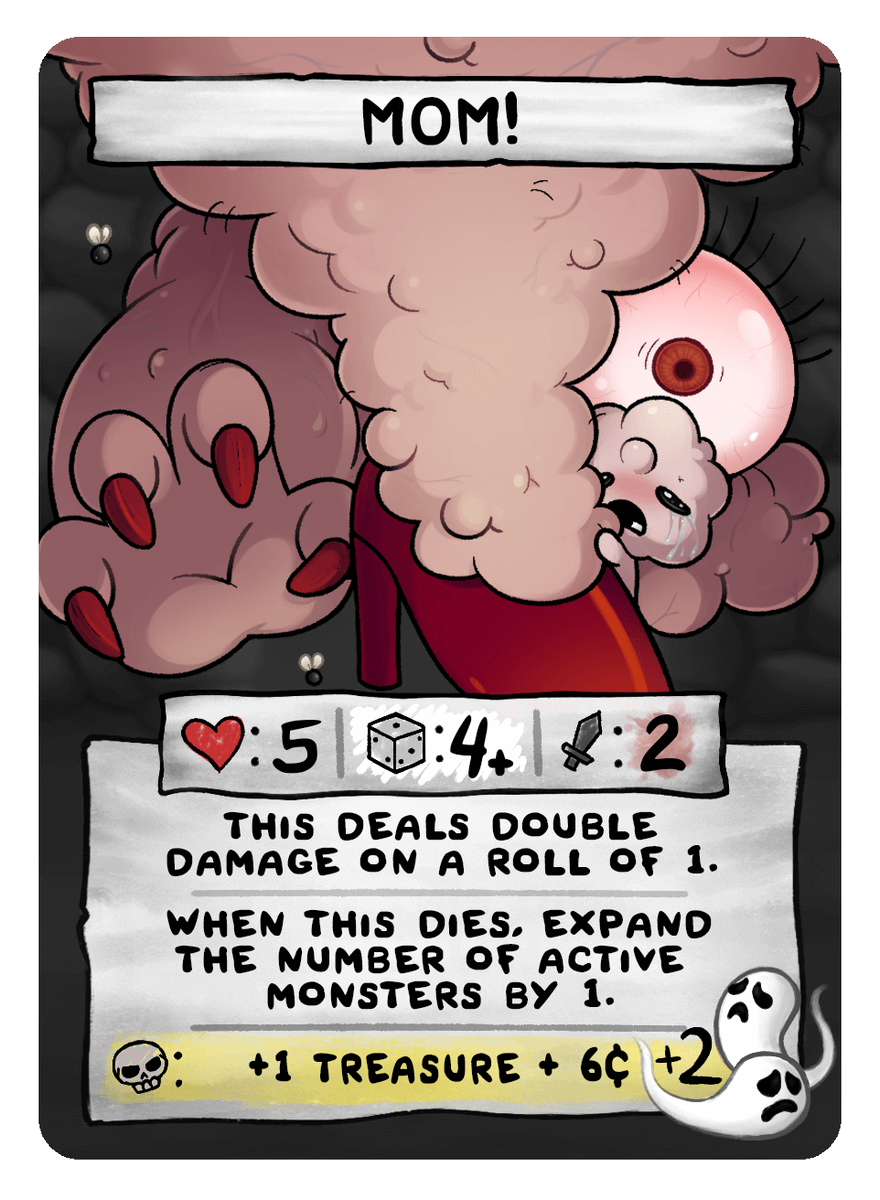 MOM!
:5 :4+ :2
THIS DEALS DOUBLE
DAMAGE ON A ROLL OF 1.
WHEN THIS DIES, EXPAND
THE NUMBER OF ACTIVE
MONSTERS BY 1.
: +1 TREASURE + 6¢ +2